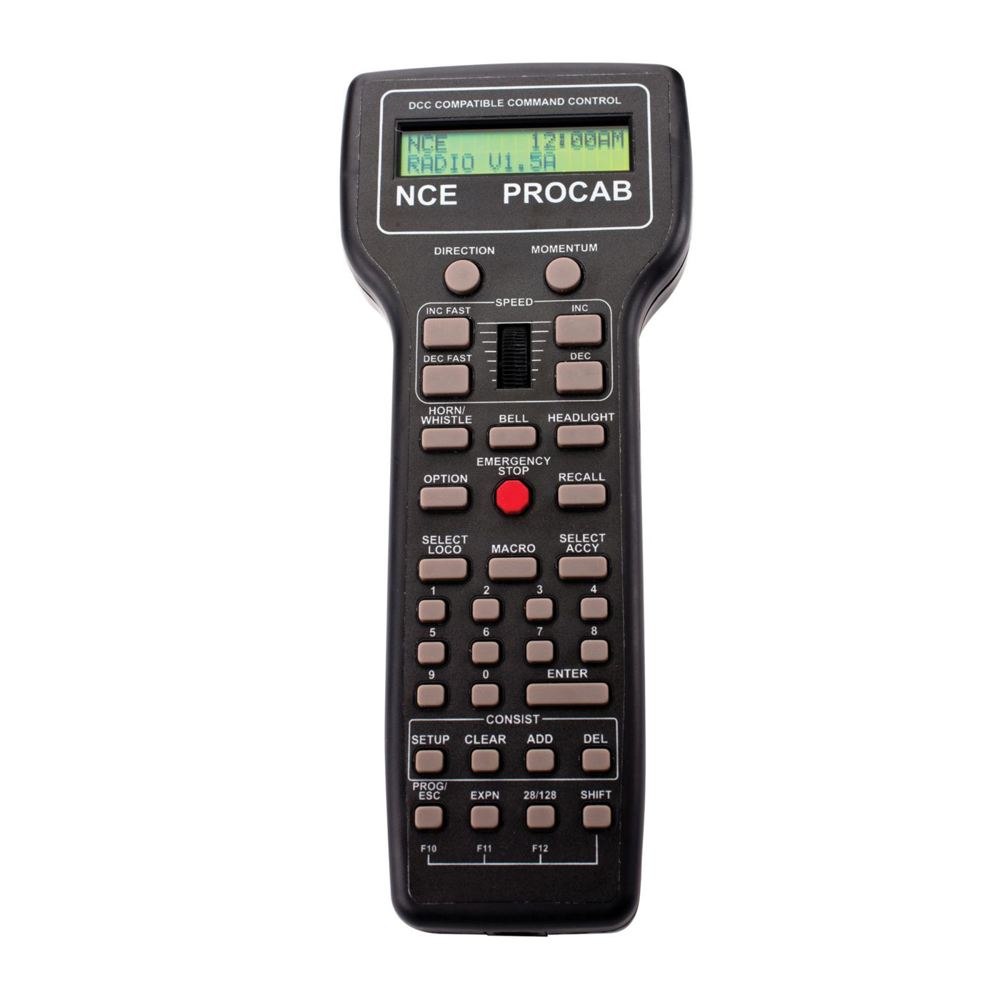 DCC COMPATIBLE COMMAND CONTROL
NCE 12:00AM
RADIO V1.5A
NCE PROCAB
DIRECTION MOMENTUM
SPEED
INC FAST INC
DEC FAST DEC
HORN/
WHISTLE BELL HEADLIGHT
EMERGENCY
STOP
OPTION RECALL
SELECT
LOCO MACRO SELECT
ACCY
1 2 3 4
5 6 7 8
9 0 ENTER
CONSIST
SETUP CLEAR ADD DEL
PROG/
ESC EXPN 28/128 SHIFT
F10 F11 F12